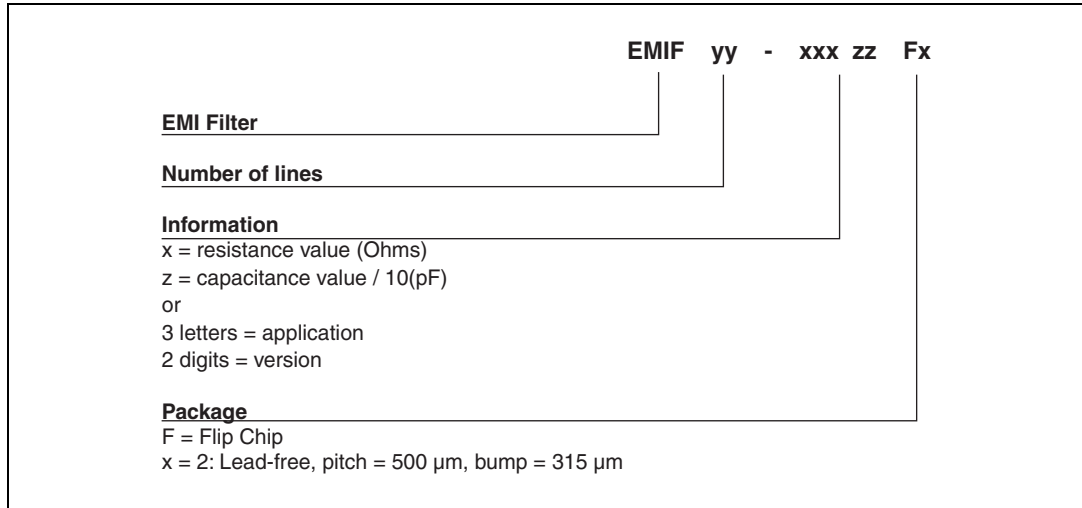 EMIF yy - xxx zz Fx
EMI Filter
Number of lines
Information
x = resistance value (Ohms)
z = capacitance value / 10(pF)
or
3 letters = application
2 digits = version
Package
F = Flip Chip
x = 2: Lead-free, pitch = 500 µm, bump = 315 µm